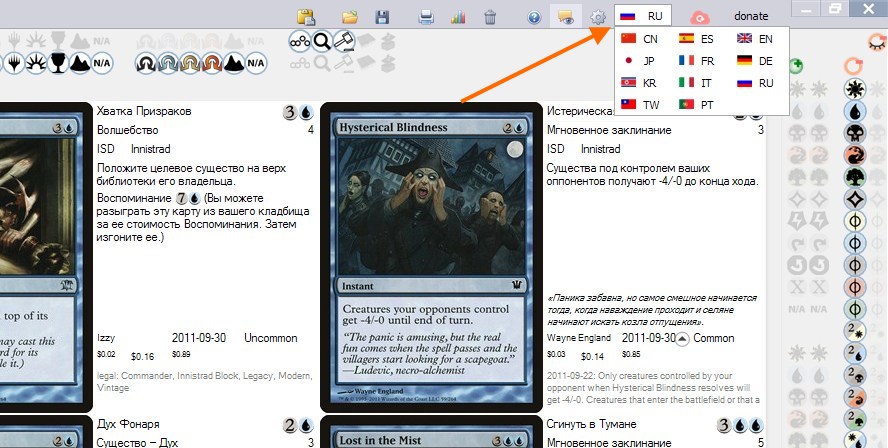 RU
donate
CN
ES
EN
JP
FR
DE
KR
IT
RU
TW
PT
N/A
N/A
N/A
N/A
Хватка Призраков
3
Волшебство
4
ISD Innistrad
Положите целевое существо на верх
библиотеки его владельца.
Воспоминание 7 (Вы можете
разыграть эту карту из вашего кладбища
за ее стоимость Воспоминания. Затем
изгоните ее.)
Izzy 2011-09-30 Uncommon
$0.02 $0.16 $0.89
legal: Commander, Innistrad Block, Legacy, Modern,
Vintage
3
top of its
may cast this
for its
it.)
Hysterical Blindness 2
Instant
Creatures your opponents control
get -4/-0 until end of turn.
"The panic is amusing, but the real
fun comes when the spell passes and the
villagers start looking for a scapegoat."
—Ludevic, necro-alchemist
Wayne England
Истерическая
Мгновенное заклинание 3
ISD Innistrad
Существа под контролем ваших
оппонентов получают -4/-0 до конца хода.
«Паника забавна, но самое смешное начинается
тогда, когда наваждение проходит и селяне
начинают искать козла отпущения».
Wayne England 2011-09-30 Common
$0.03 $0.14 $0.85
2011-09-22: Only creatures controlled by your
opponent when Hysterical Blindness resolves will
get -4/-0. Creatures that enter the battlefield or that a
Дух Фонаря 2
Существо – Дух 3
Lost in the Mist 2
Сгинуть в Тумане 3
Мгновенное заклинание 5
X X
N/A N/A
2
2
2
2
2